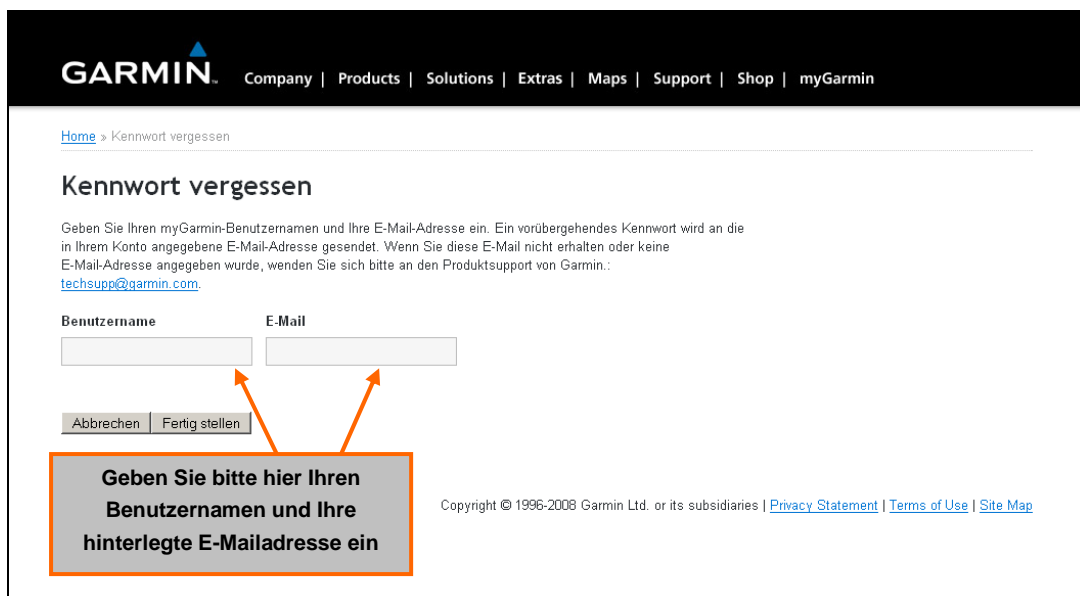 GARMIN™ Company | Products | Solutions | Extras | Maps | Support | Shop | myGarmin
Home » Kennwort vergessen
Kennwort vergessen
Geben Sie Ihren myGarmin-Benutzernamen und Ihre E-Mail-Adresse ein. Ein vorübergehendes Kennwort wird an die
in Ihrem Konto angegebene E-Mail-Adresse gesendet. Wenn Sie diese E-Mail nicht erhalten oder keine
E-Mail-Adresse angegeben wurde, wenden Sie sich bitte an den Produktsupport von Garmin.:
techsupp@garmin.com.
Benutzername E-Mail
Abbrechen Fertig stellen
Geben Sie bitte hier Ihren
Benutzernamen und Ihre
hinterlegte E-Mailadresse ein
Copyright © 1996-2008 Garmin Ltd. or its subsidiaries | Privacy Statement | Terms of Use | Site Map